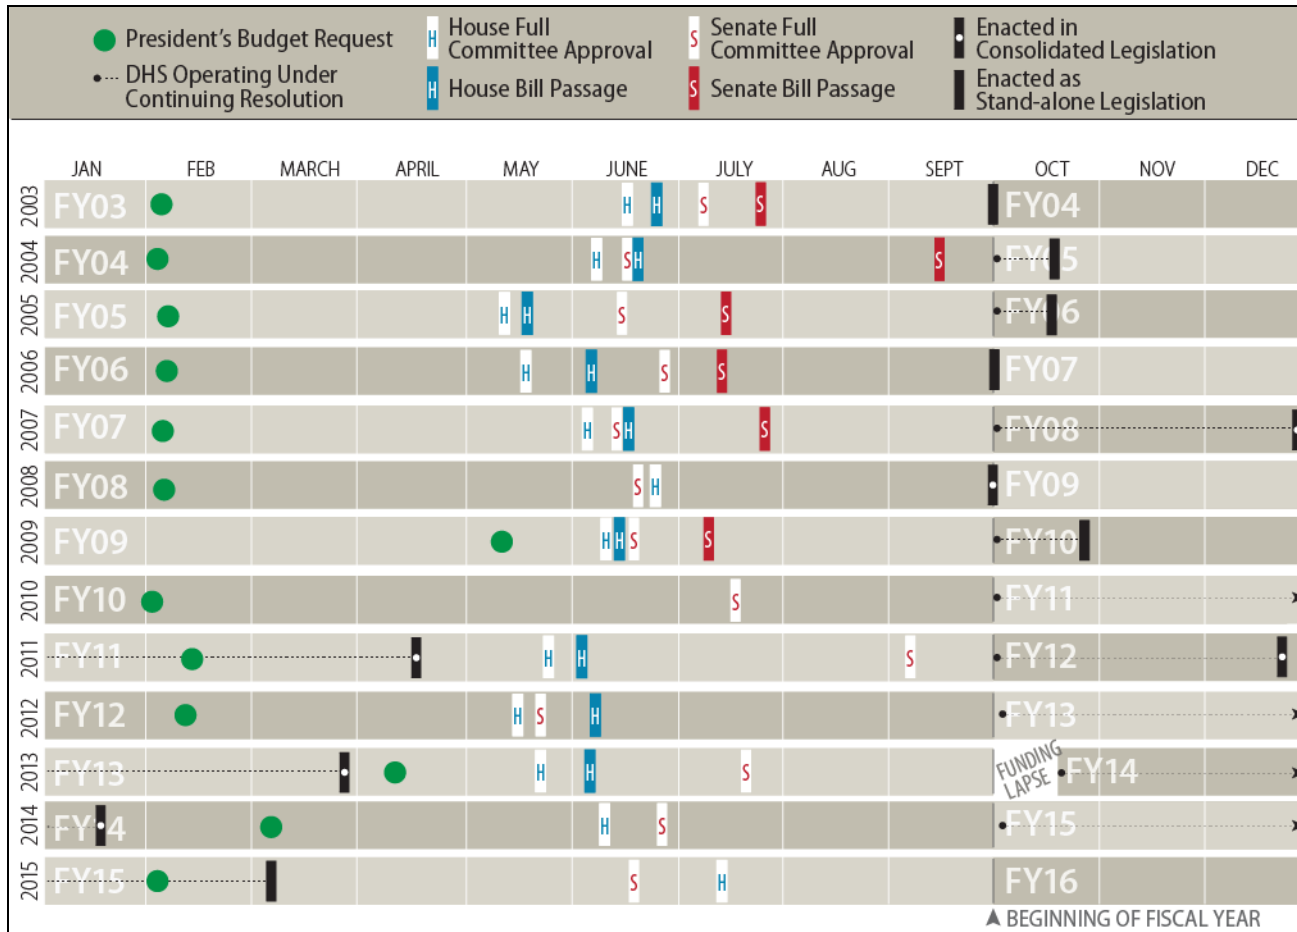 President's Budget Request
DHS Operating Under
Continuing Resolution
H
House Full
Committee Approval
H
House Bill Passage
S
Senate Full
Committee Approval
S
Senate Bill Passage
Enacted in
Consolidated Legislation
Enacted as
Stand-alone Legislation
JAN FEB MARCH APRIL MAY JUNE JULY AUG SEPT OCT NOV DEC
2003 FY03 H H S S FY04
2004 FY04 H S H S FY05
2005 FY05 H H S S FY06
2006 FY06 H H S S FY07
2007 FY07 H S H S FY08
2008 FY08 S H FY09
2009 FY09 H H S S FY10
2010 FY10 S FY11
2011 FY11 H H S FY12
2012 FY12 H S H FY13
2013 FY13 H H S FUNDING LAPSE FY14
2014 FY14 H S FY15
2015 FY15 S H FY16
BEGINNING OF FISCAL YEAR